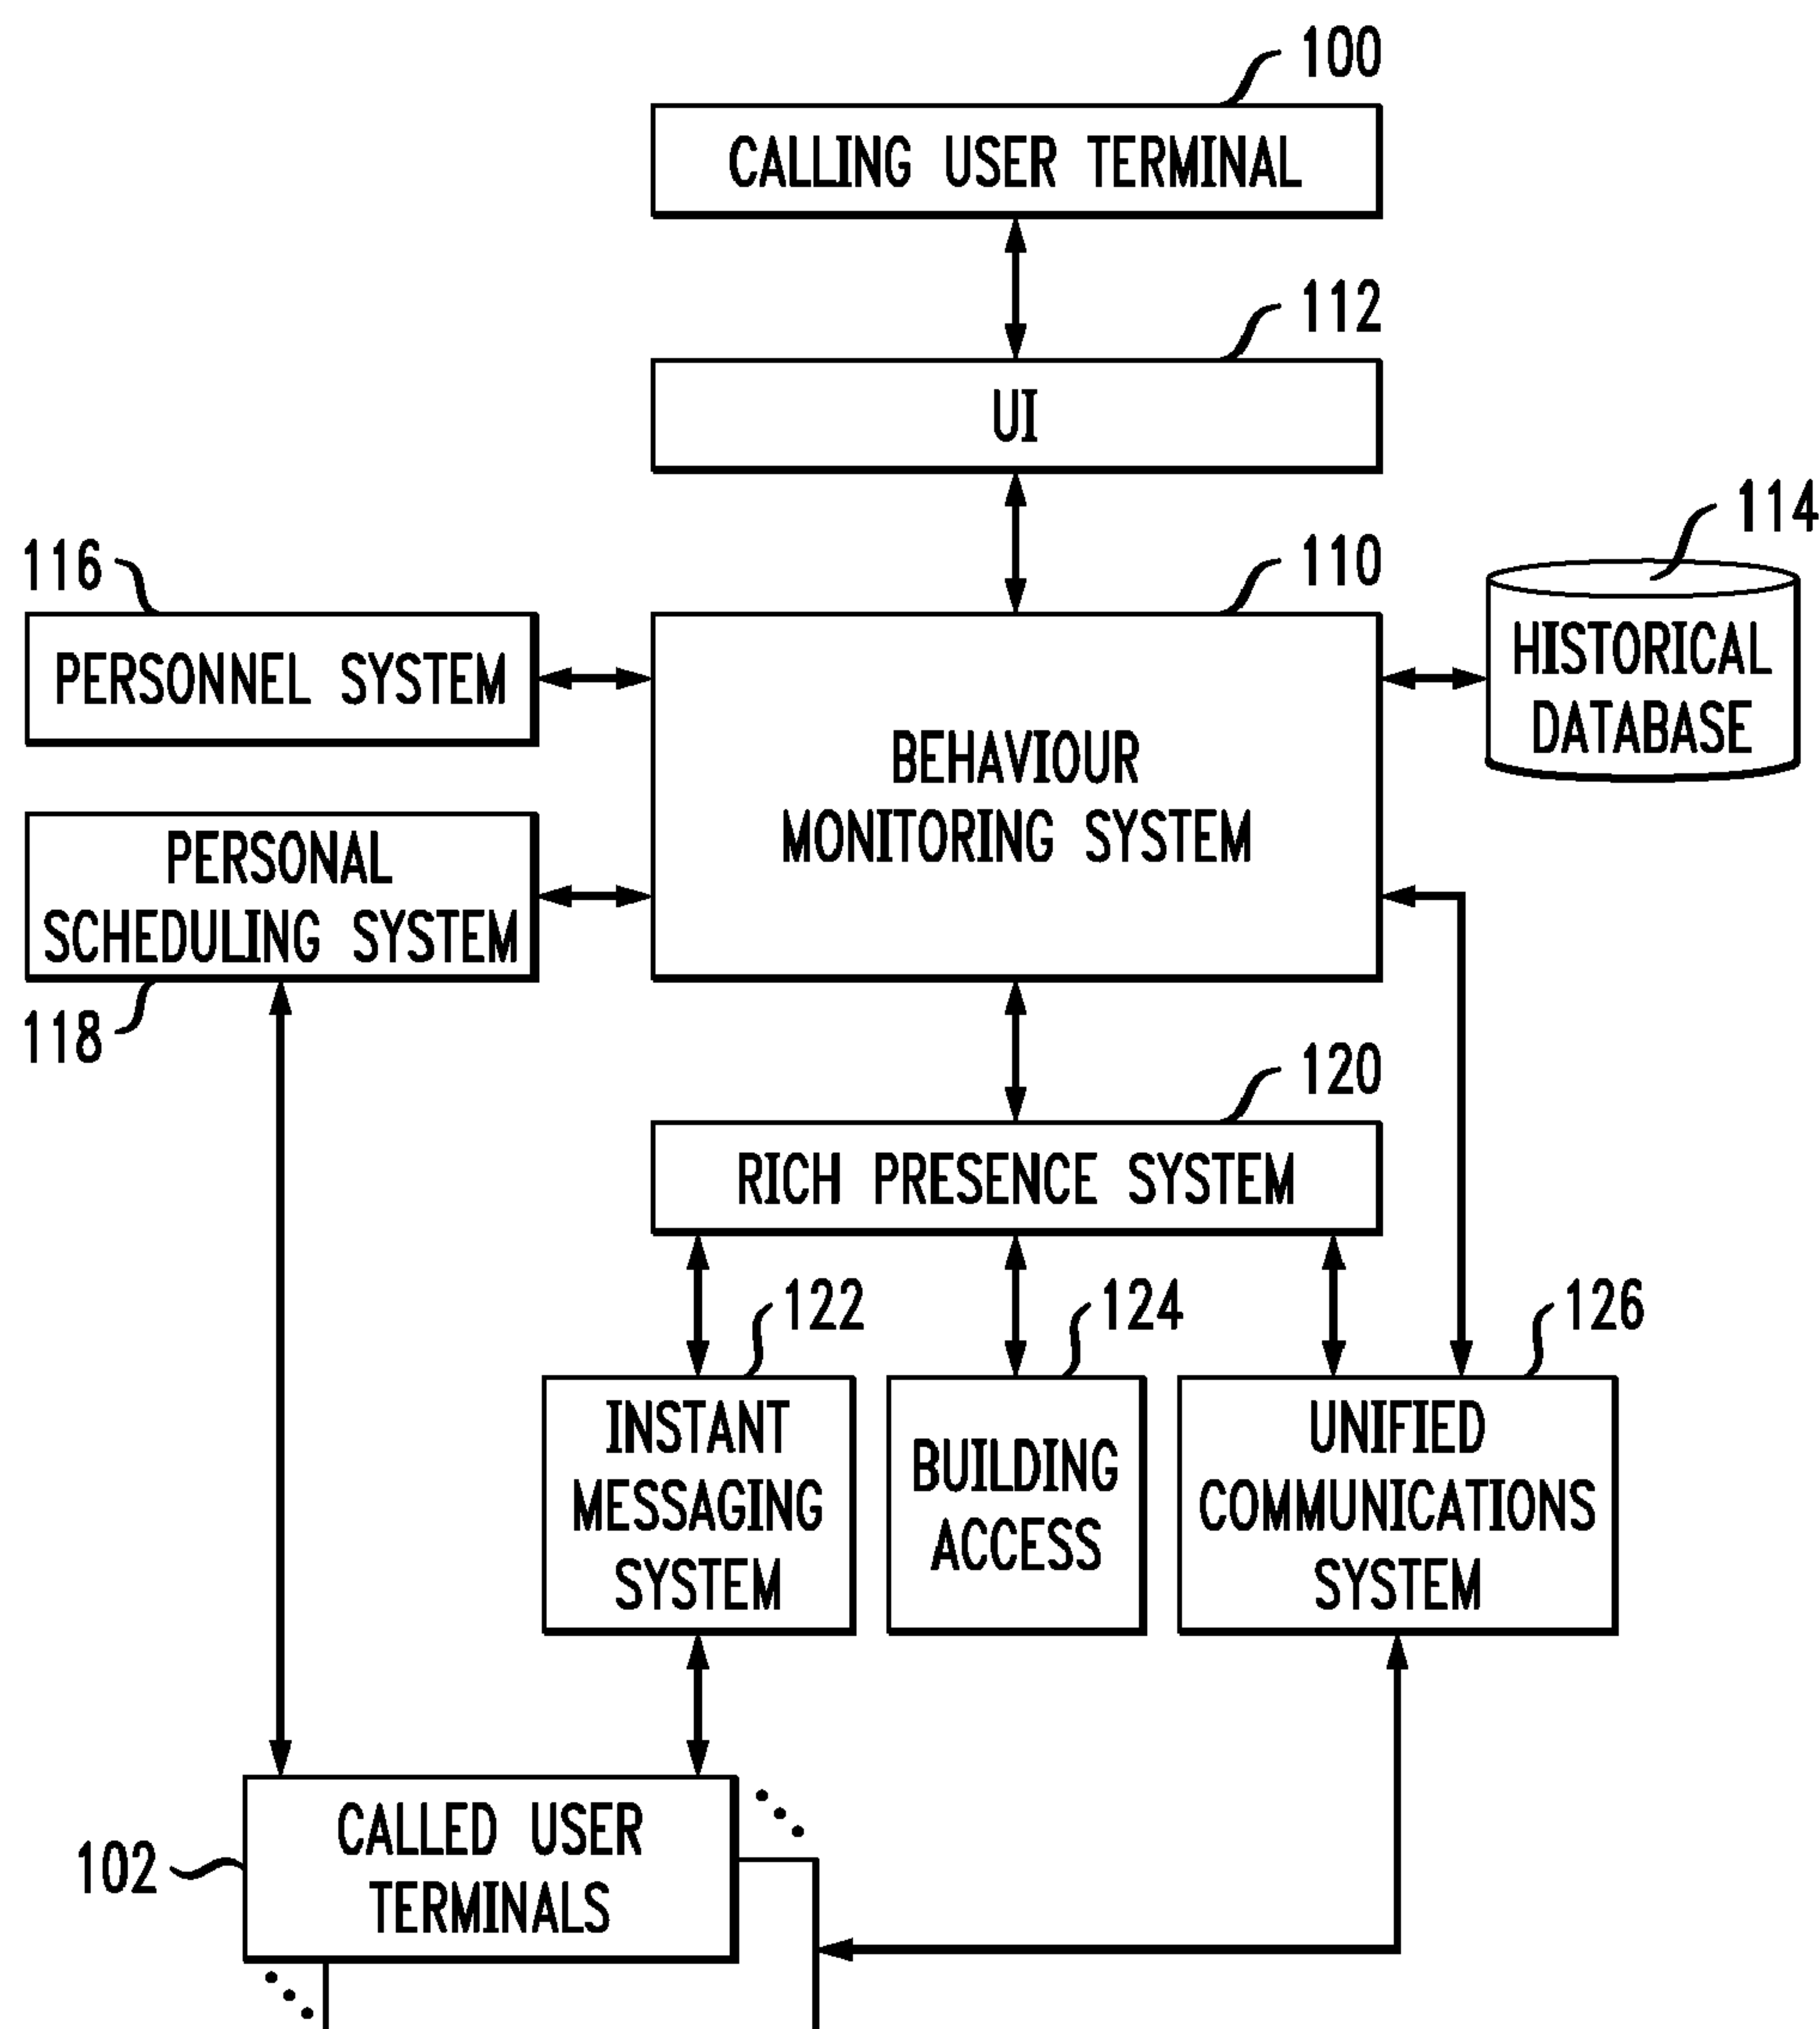 100
CALLING USER TERMINAL
112
UI
114
116
110
HISTORICAL
DATABASE
PERSONNEL SYSTEM
BEHAVIOUR
MONITORING SYSTEM
PERSONAL
SCHEDULING SYSTEM
118
120
RICH PRESENCE SYSTEM
122
124
126
INSTANT
MESSAGING
SYSTEM
BUILDING
ACCESS
UNIFIED
COMMUNICATIONS
SYSTEM
CALLED USER
TERMINALS
102